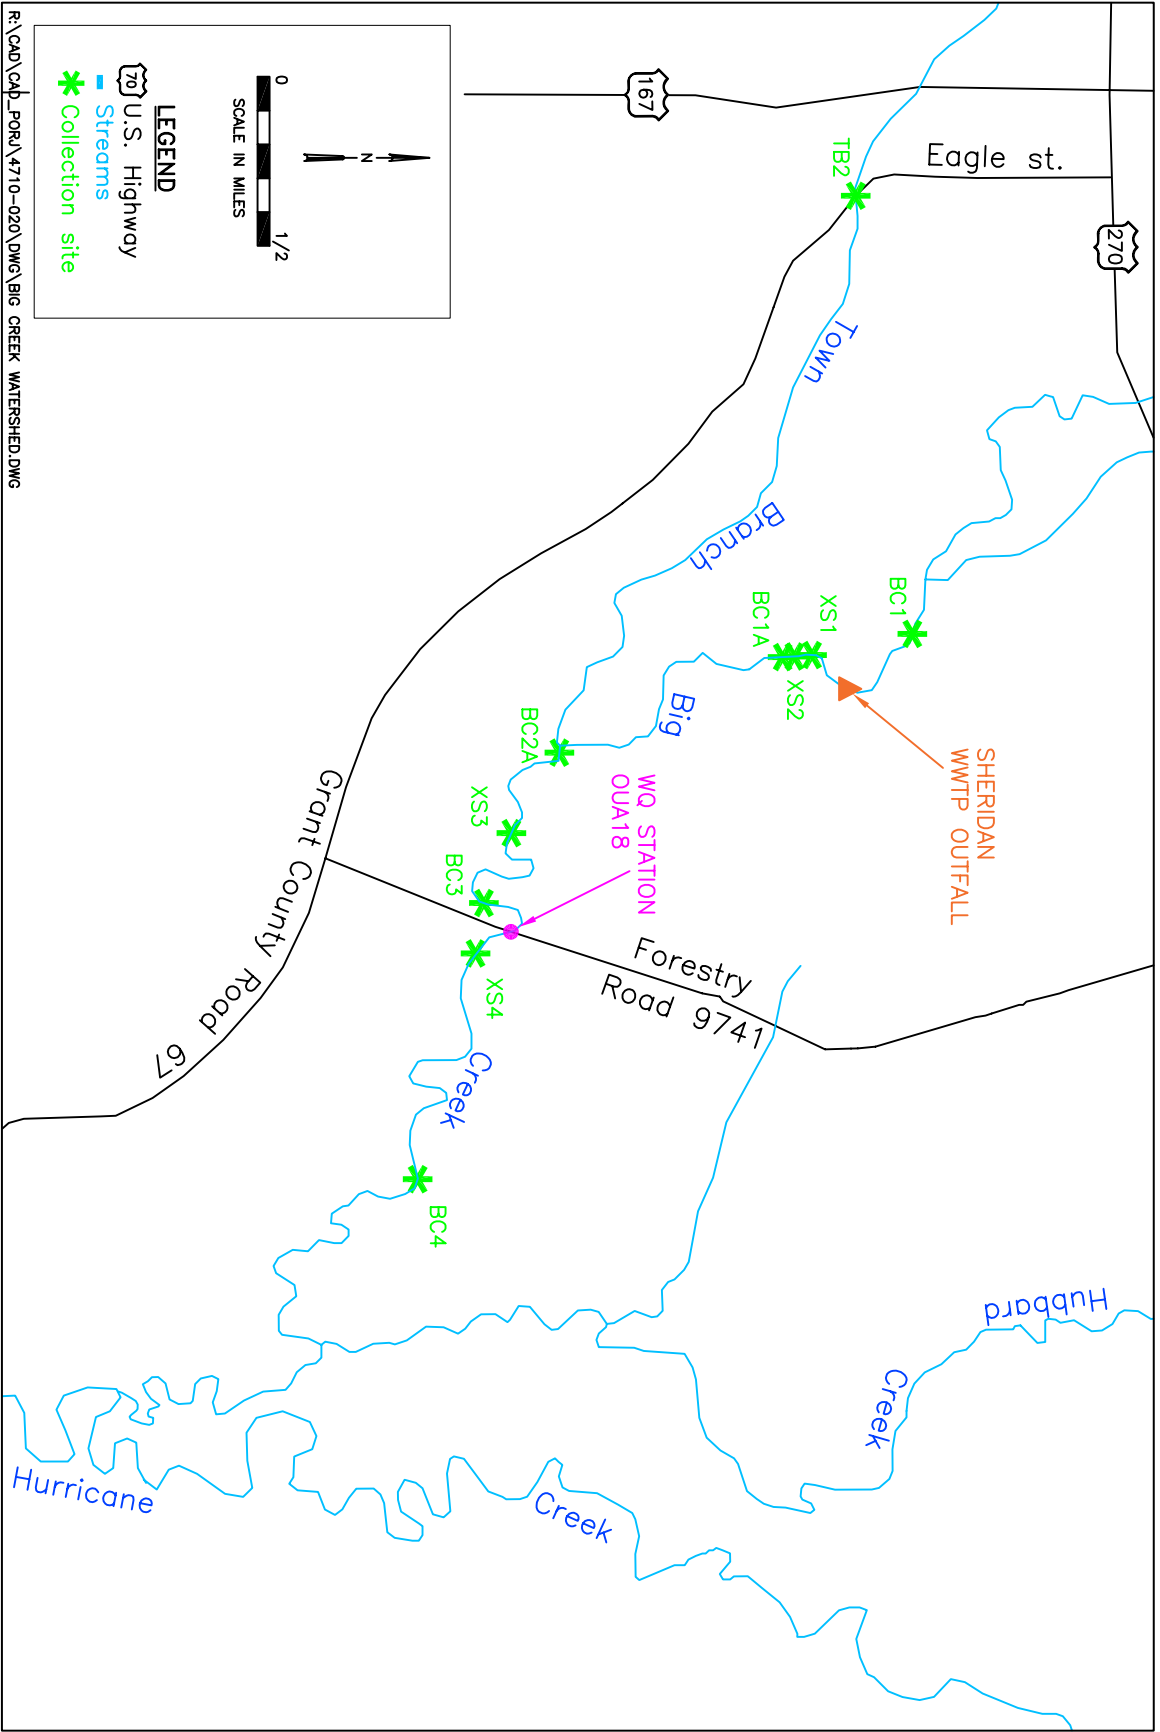 270
Eagle st.
167
TB2
Town
Branch
BC1
XS1
BC1A
XS2
Big
SHERIDAN
WWTP OUTFALL
BC2A
WQ STATION
OUA18
XS3
BC3
XS4
Forestry
Road 9741
Grant County Road 67
Creek
BC4
Hubbard
Creek
Hurricane
Creek
N
0 1/2
SCALE IN MILES
LEGEND
70 U.S. Highway
Streams
Collection site
R:\CAD\CAD_PORJ\4710-020\DWG\BIG CREEK WATERSHED.DWG